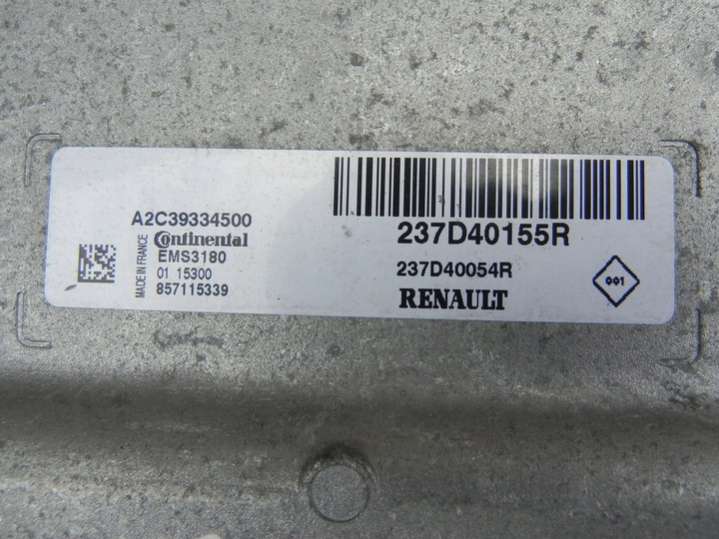 A2C39334500
Continental
EMS3180
01 15300
857115339
MADE IN FRANCE
237D40155R
237D40054R
RENAULT
001